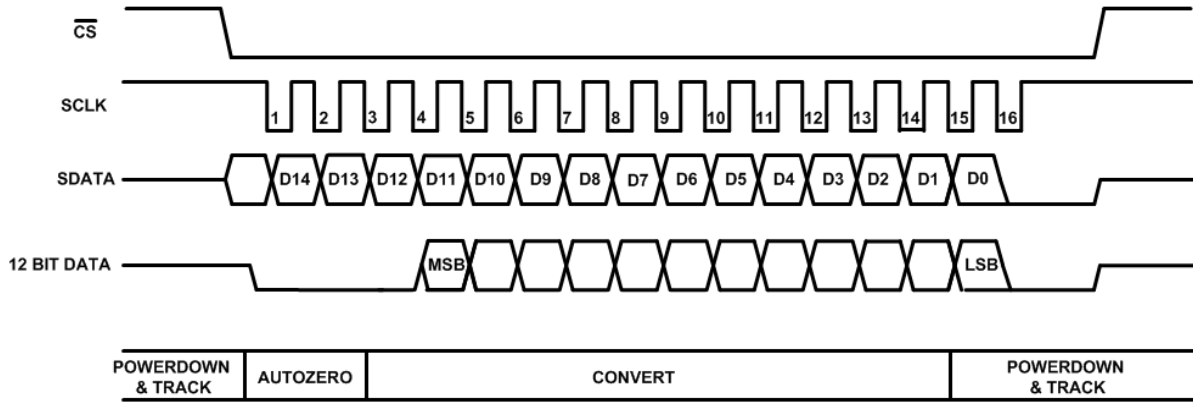 CS
SCLK
1 2 3 4 5 6 7 8 9 10 11 12 13 14 15 16
SDATA D14 D13 D12 D11 D10 D9 D8 D7 D6 D5 D4 D3 D2 D1 D0
12 BIT DATA MSB LSB
POWERDOWN
& TRACK
AUTOZERO
CONVERT
POWERDOWN
& TRACK